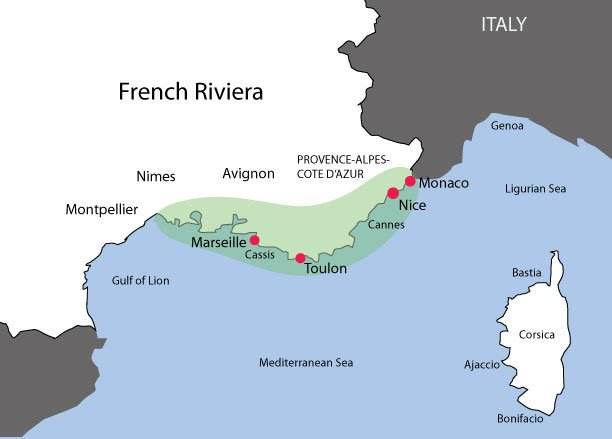 ITALY
French Riviera
Genoa
PROVENCE-ALPES-
COTE D'AZUR
Avignon
Nimes
Monaco
Ligurian Sea
Nice
Montpellier
Cannes
Marseille
Cassis
Toulon
Bastia
Gulf of Lion
Corsica
Mediterranean Sea
Ajaccio
Bonifacio